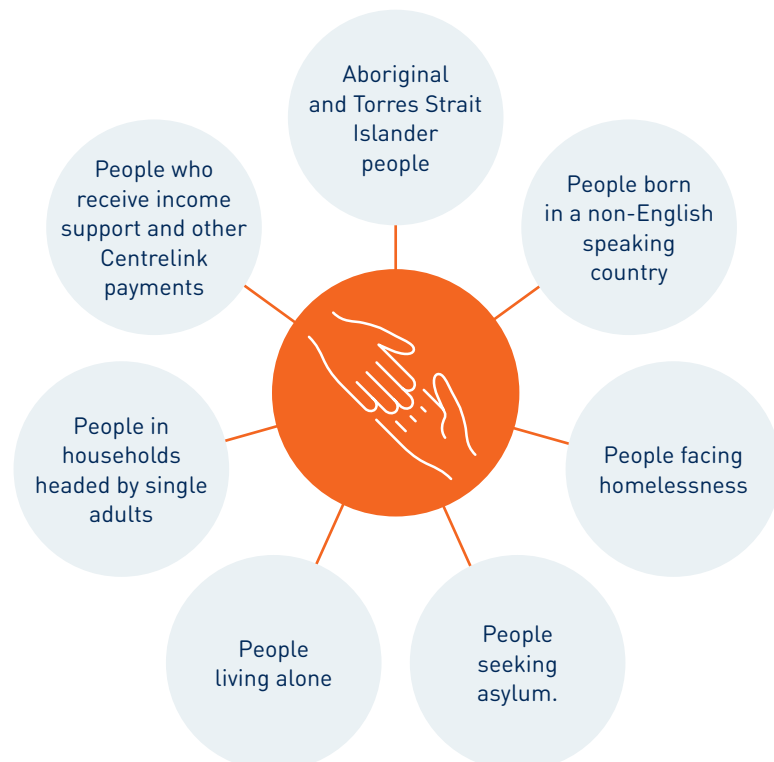 Aboriginal
and Torres Strait
Islander
people
People born
in a non-English
speaking
country
People facing
homelessness
People
seeking
asylum.
People
living alone
People in
households
headed by single
adults
People who
receive income
support and other
Centrelink
payments